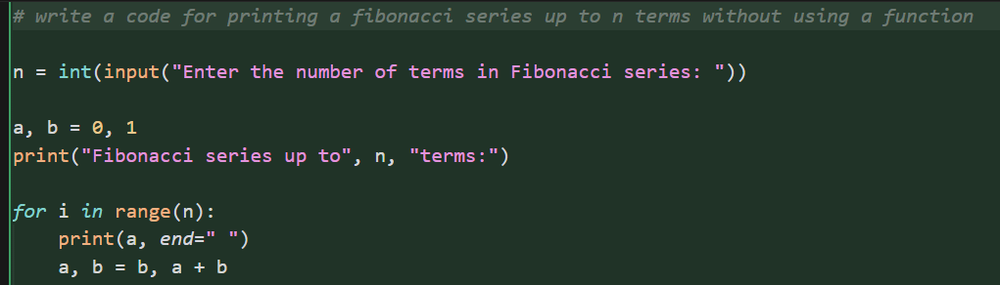 # write a code for printing a fibonacci series up to n terms without using a function
n = int(input("Enter the number of terms in Fibonacci series: "))
a, b = 0, 1
print("Fibonacci series up to", n, "terms:")
for i in range(n):
    print(a, end=" ")
    a, b = b, a + b